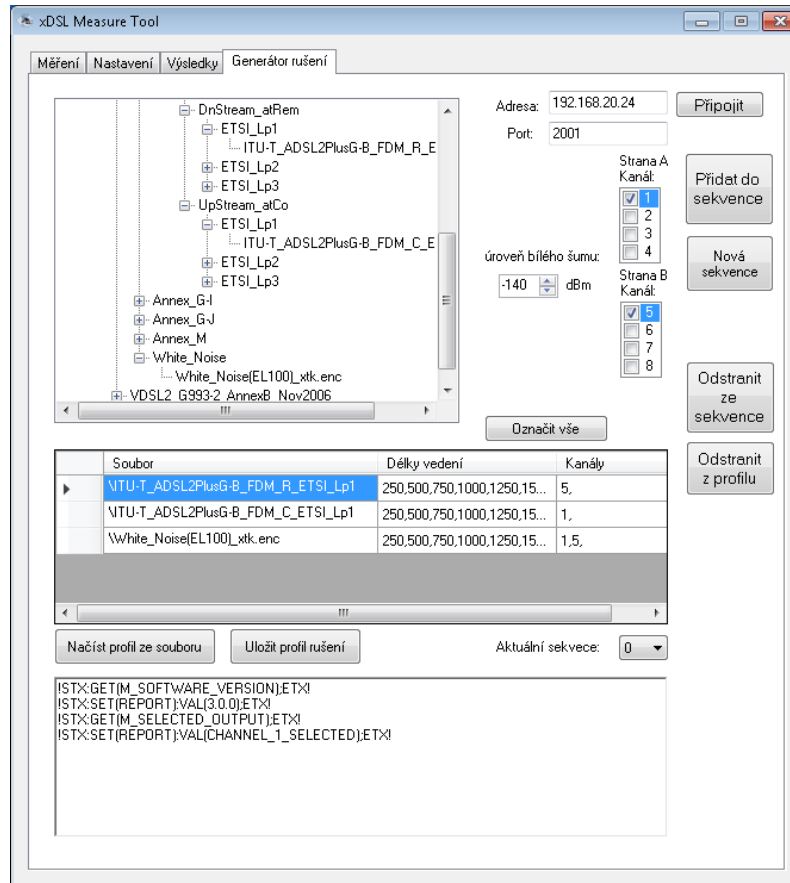 xDSL Measure Tool
Měření Nastavení Výsledky Generátor rušení
DnStream_atRem
ETSI_Lp1
ITU-T_ADSL2PlusG-B_FDM_R_E
ETSI_Lp2
ETSI_Lp3
UpStream_atCo
ETSI_Lp1
ITU-T_ADSL2PlusG-B_FDM_C_E
ETSI_Lp2
ETSI_Lp3
Annex_G-I
Annex_G-J
Annex_M
White_Noise
White_Noise(EL100)_xtk.enc
VDSL2_G993-2_AnnexB_Nov2006
Adresa: 192.168.20.24
Port: 2001
Připojit
Strana A
Kanál:
1
2
3
4
úroveň bílého šumu:
-140 dBm
Strana B
Kanál:
5
6
7
8
Označit vše
Přidat do
sekvence
Nová
sekvence
Odstranit
ze
sekvence
Odstranit
z profilu
Soubor Délky vedení Kanály
\ITU-T_ADSL2PlusG-B_FDM_R_ETSI_Lp1 250,500,750,1000,1250,15... 5,
\ITU-T_ADSL2PlusG-B_FDM_C_ETSI_Lp1 250,500,750,1000,1250,15... 1,
\White_Noise(EL100)_xtk.enc 250,500,750,1000,1250,15... 1,5,
Načíst profil ze souboru Uložit profil rušení Aktuální sekvece: 0
!STX:GET(M_SOFTWARE_VERSION);ETX!
!STX:SET(REPORT):VAL(3.0.0);ETX!
!STX:GET(M_SELECTED_OUTPUT);ETX!
!STX:SET(REPORT):VAL(CHANNEL_1_SELECTED);ETX!